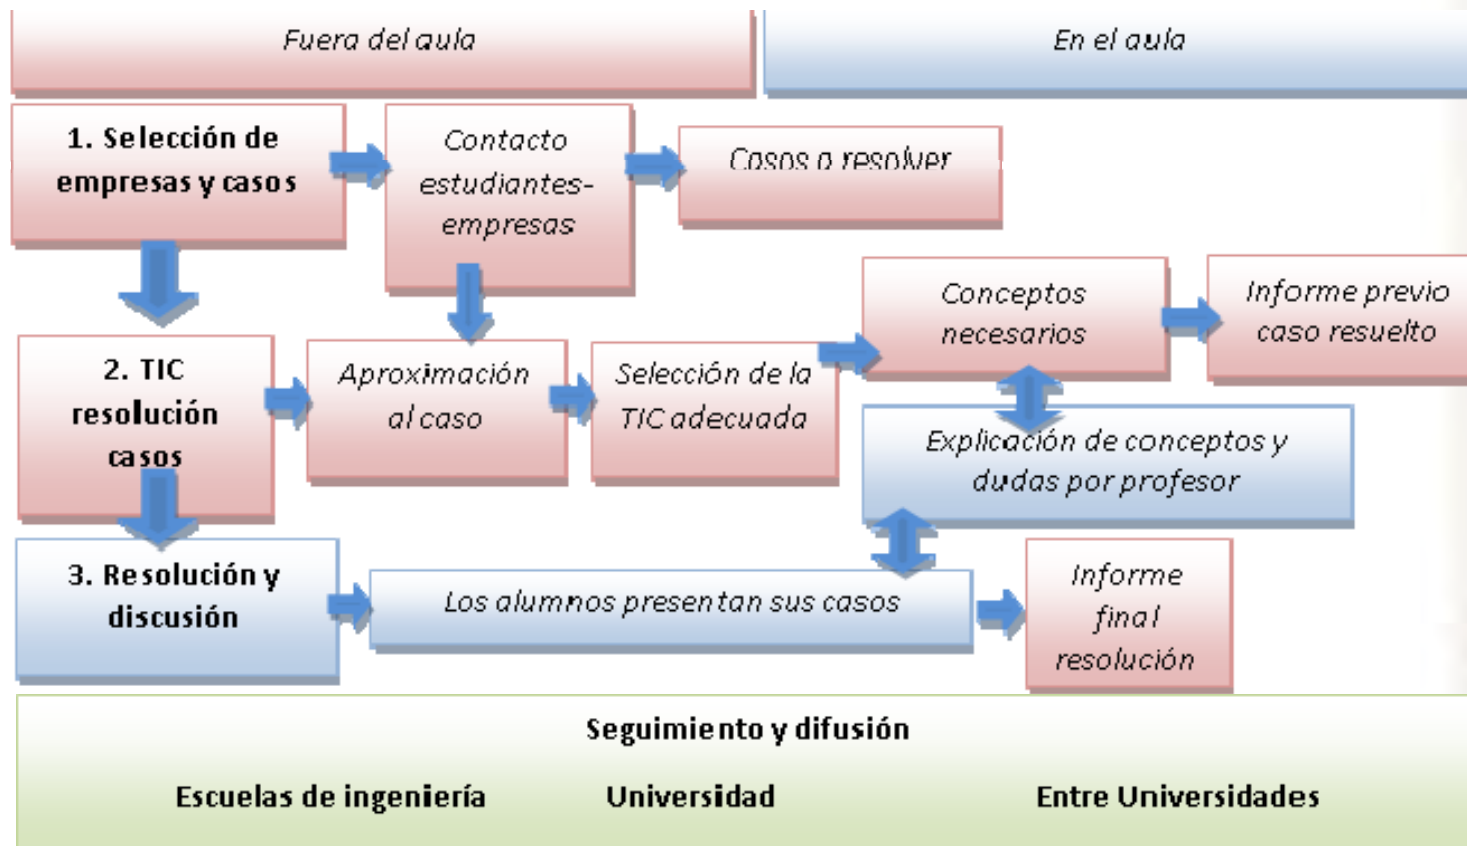 Fuera del aula
En el aula
1. Selección de
empresas y casos
Contacto
estudiantes-
empresas
Casos a resolver
2. TIC
resolución
casos
Aproximación
al caso
Selección de la
TIC adecuada
Conceptos
necesarios
Informe previo
caso resuelto
Explicación de conceptos y
dudas por profesor
3. Resolución y
discusión
Los alumnos presentan sus casos
Informe
final
resolución
Seguimiento y difusión
Escuelas de ingeniería
Universidad
Entre Universidades